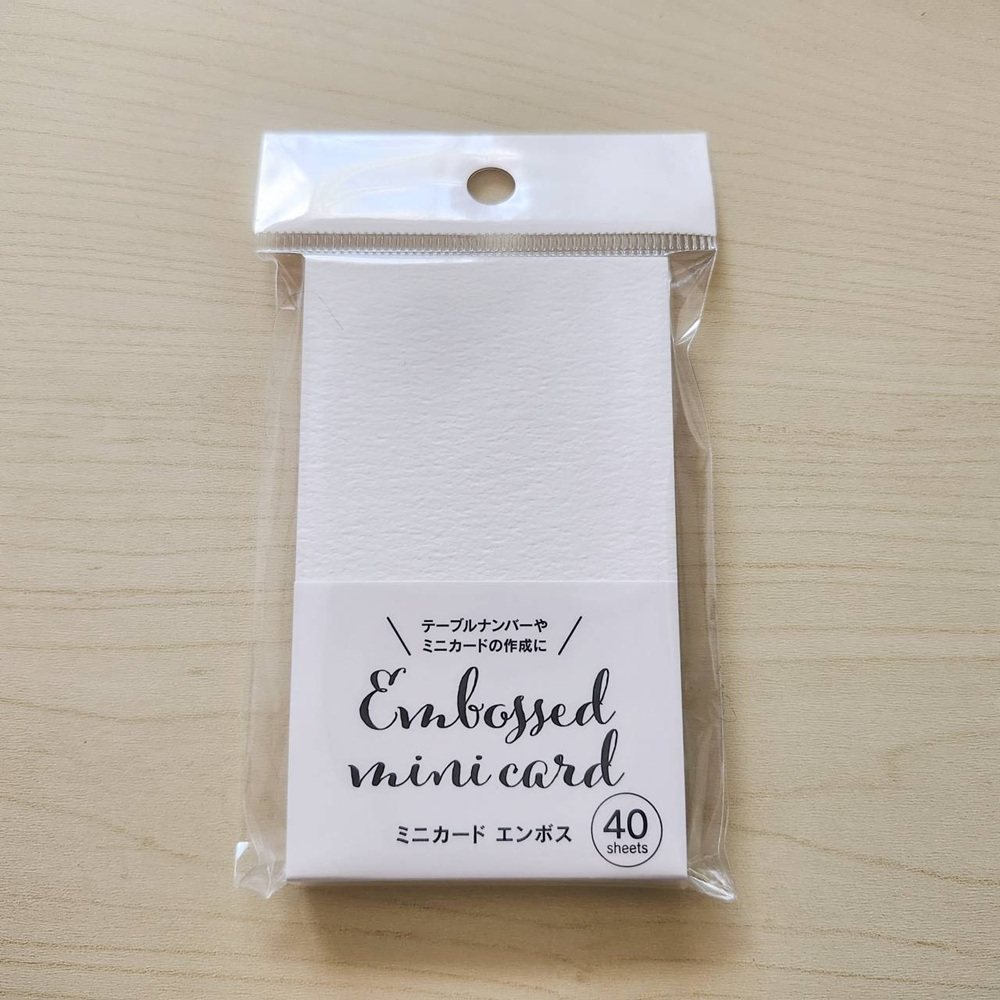 テーブルナンバーや
ミニカードの作成に
Embossed
mini card
ミニカード エンボス
40
sheets